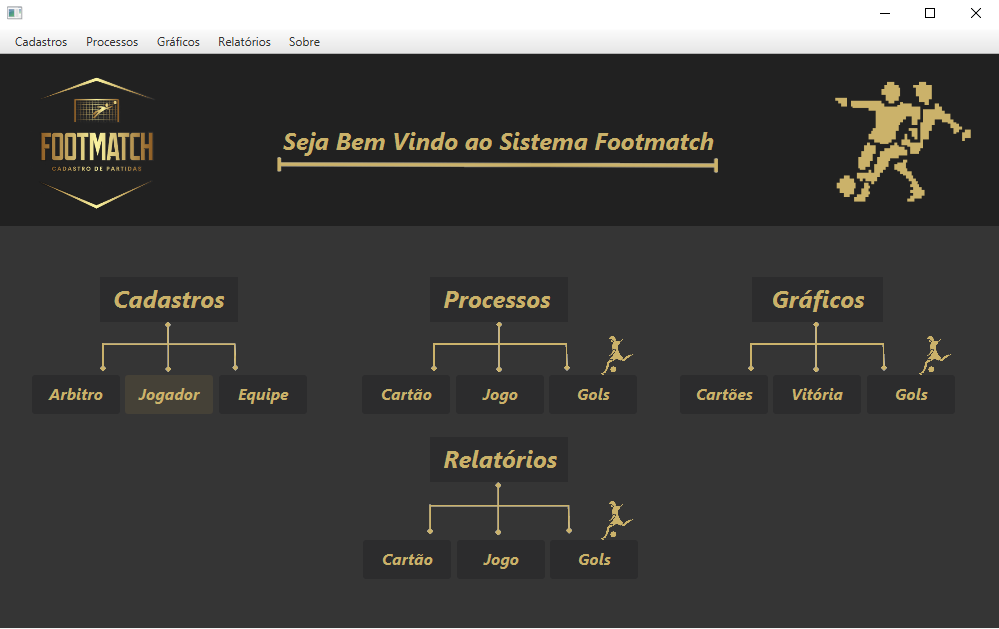 Cadastros Processos Gráficos Relatórios Sobre
FOOTMATCH
CADASTRO DE PARTIDAS
Seja Bem Vindo ao Sistema Footmatch
Cadastros
Arbitro Jogador Equipe
Processos
Cartão Jogo Gols
Gráficos
Cartões Vitória Gols
Relatórios
Cartão Jogo Gols